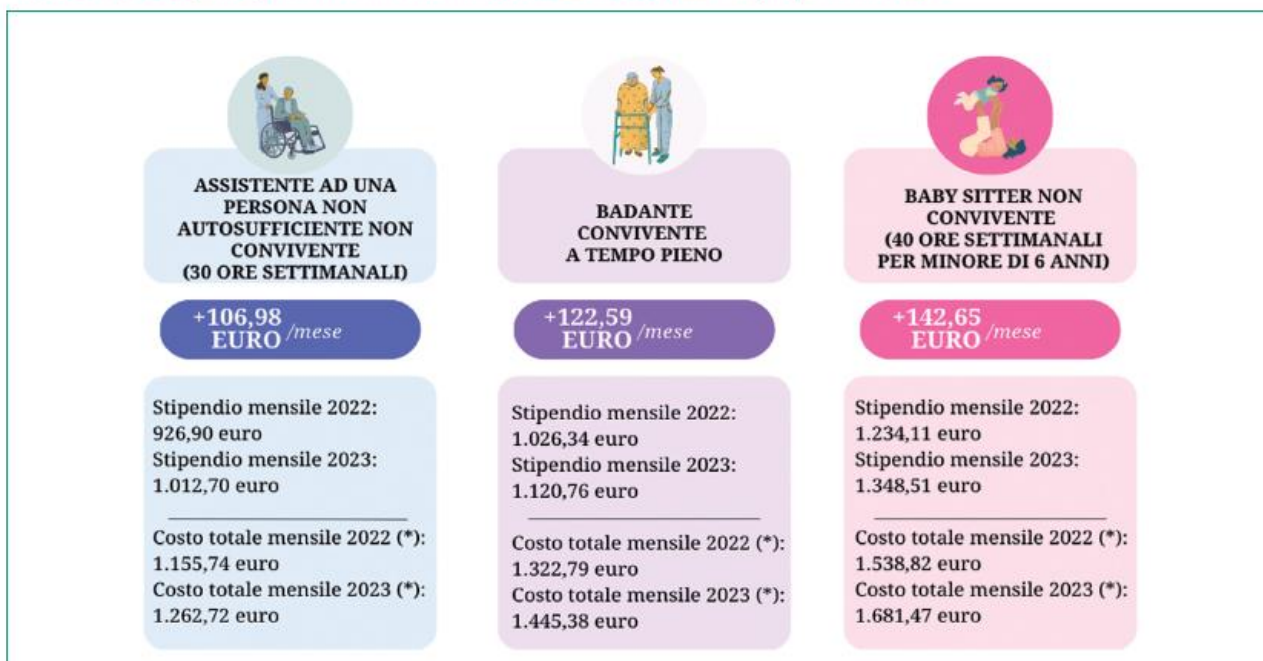 ASSISTENTE AD UNA
PERSONA NON
AUTOSUFFICIENTE NON
CONVIVENTE
(30 ORE SETTIMANALI)
+106,98
EURO /mese
Stipendio mensile 2022:
926,90 euro
Stipendio mensile 2023:
1.012,70 euro
Costo totale mensile 2022 (*):
1.155,74 euro
Costo totale mensile 2023 (*):
1.262,72 euro
BADANTE
CONVIVENTE
A TEMPO PIENO
+122,59
EURO /mese
Stipendio mensile 2022:
1.026,34 euro
Stipendio mensile 2023:
1.120,76 euro
Costo totale mensile 2022 (*):
1.322,79 euro
Costo totale mensile 2023 (*):
1.445,38 euro
BABY SITTER NON
CONVIVENTE
(40 ORE SETTIMANALI
PER MINORE DI 6 ANNI)
+142,65
EURO /mese
Stipendio mensile 2022:
1.234,11 euro
Stipendio mensile 2023:
1.348,51 euro
Costo totale mensile 2022 (*):
1.538,82 euro
Costo totale mensile 2023 (*):
1.681,47 euro